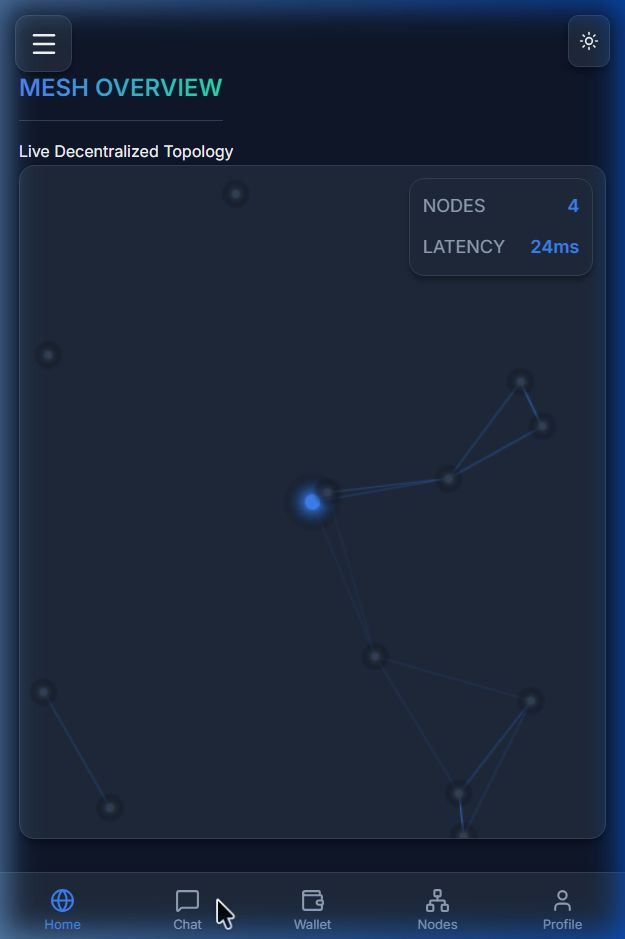 MESH OVERVIEW
Live Decentralized Topology
NODES 4
LATENCY 24ms
Home Chat Wallet Nodes Profile